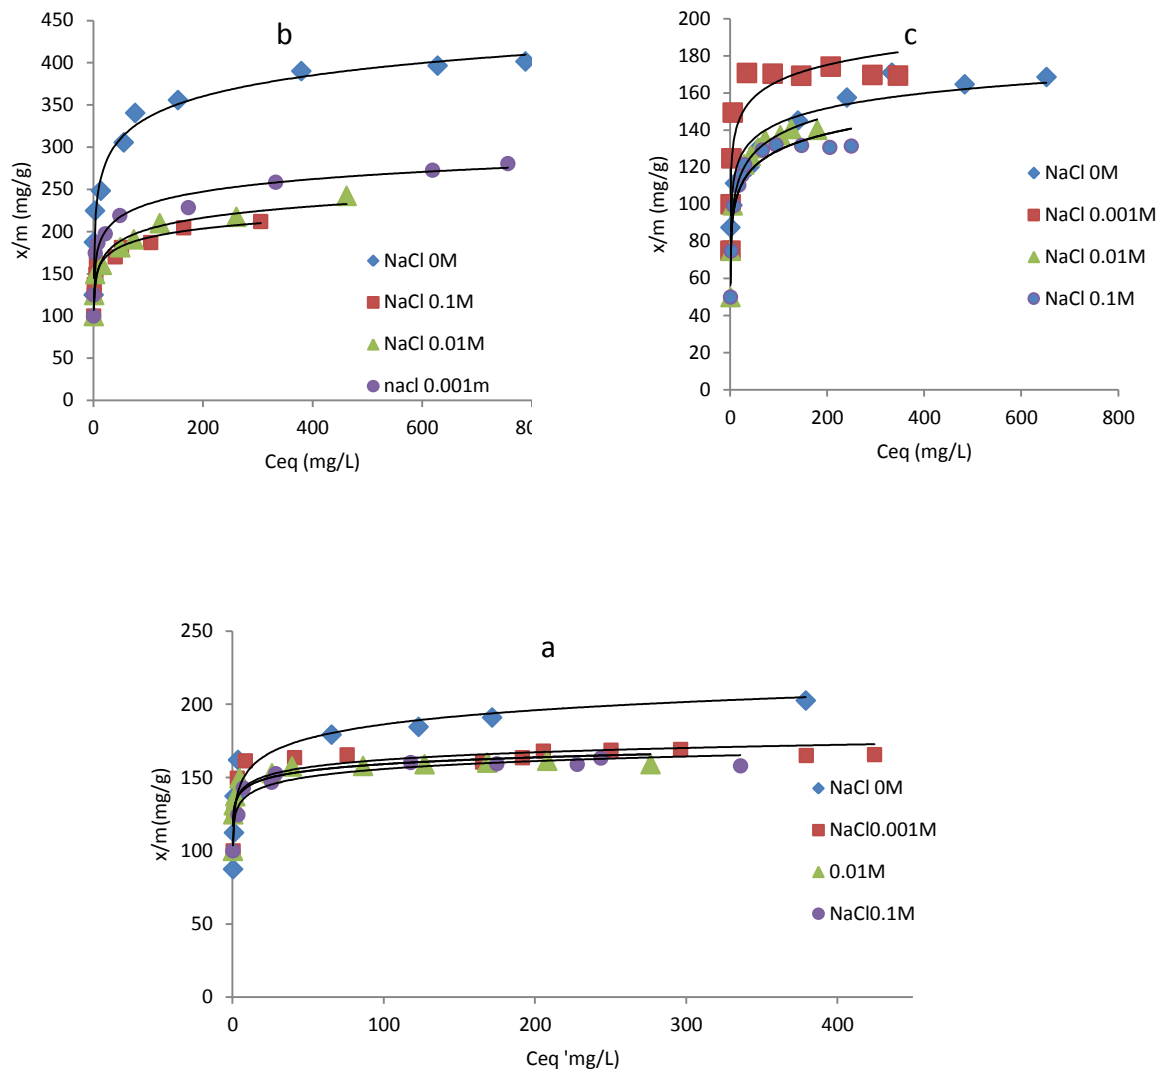 b
x/m (mg/g)
450
400
350
300
250
200
150
100
50
0
0
200
400
600
80
Ceq (mg/L)
NaCl 0M
NaCl 0.1M
NaCl 0.01M
nacl 0.001m
c
x/m (mg/g)
200
180
160
140
120
100
80
60
40
20
0
0
200
400
600
800
Ceq (mg/L)
NaCl 0M
NaCl 0.001M
NaCl 0.01M
NaCl 0.1M
a
x/m(mg/g)
250
200
150
100
50
0
0
100
200
300
400
Ceq 'mg/L)
NaCl 0M
NaCl0.001M
0.01M
NaCl0.1M